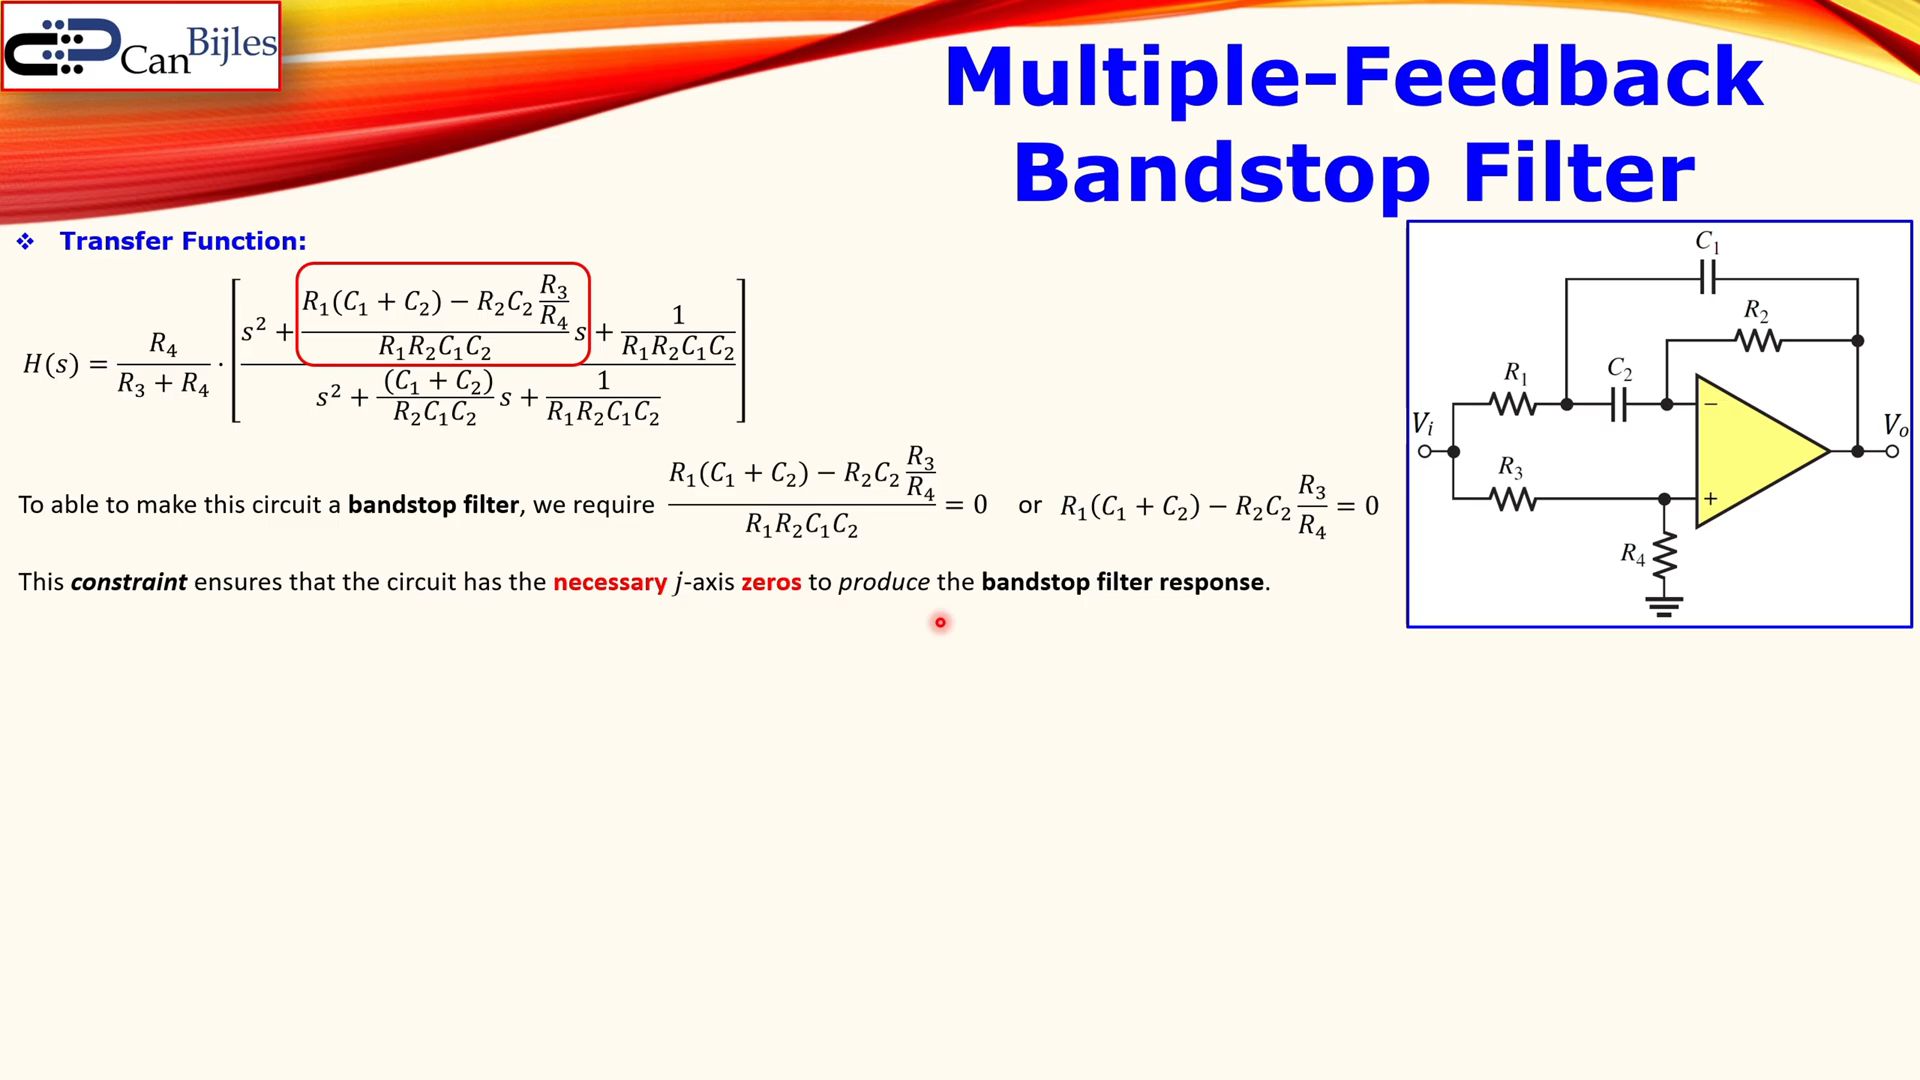 CanBijles
Multiple-Feedback
Bandstop Filter
❖ Transfer Function:
H(s) = R₄/(R₃ + R₄) · [ (s² + (R₁(C₁ + C₂) − R₂C₂ R₃/R₄)/(R₁R₂C₁C₂) s + 1/(R₁R₂C₁C₂)) / (s² + (C₁ + C₂)/(R₂C₁C₂) s + 1/(R₁R₂C₁C₂)) ]
To able to make this circuit a bandstop filter, we require (R₁(C₁ + C₂) − R₂C₂ R₃/R₄)/(R₁R₂C₁C₂) = 0 or R₁(C₁ + C₂) − R₂C₂ R₃/R₄ = 0
This constraint ensures that the circuit has the necessary j-axis zeros to produce the bandstop filter response.
C₁
R₂
R₁
C₂
Vᵢ
−
Vₒ
R₃
+
R₄